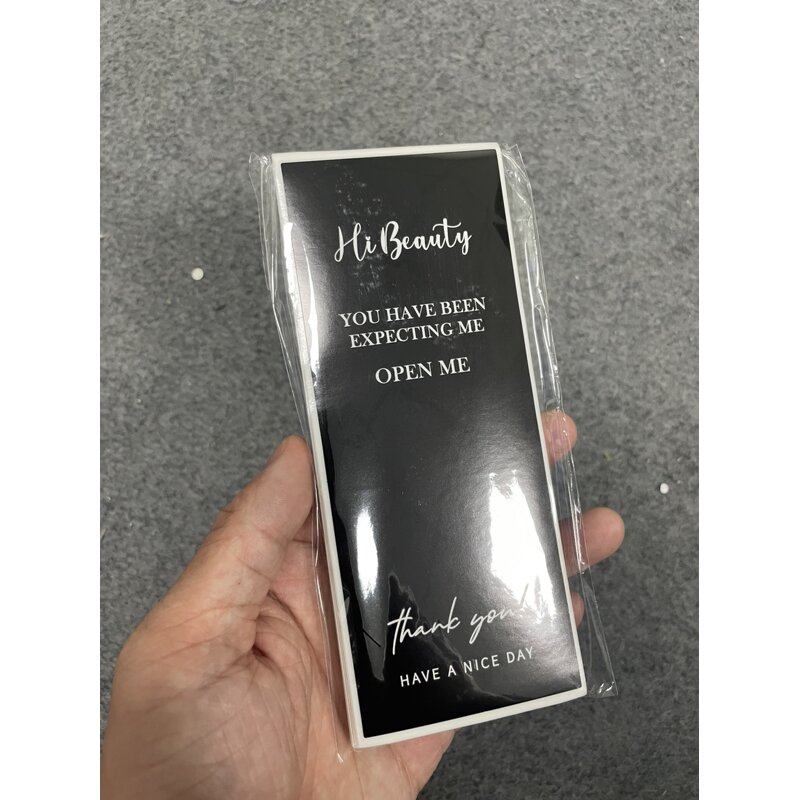 Hi Beauty
YOU HAVE BEEN
EXPECTING ME
OPEN ME
thank you!
HAVE A NICE DAY